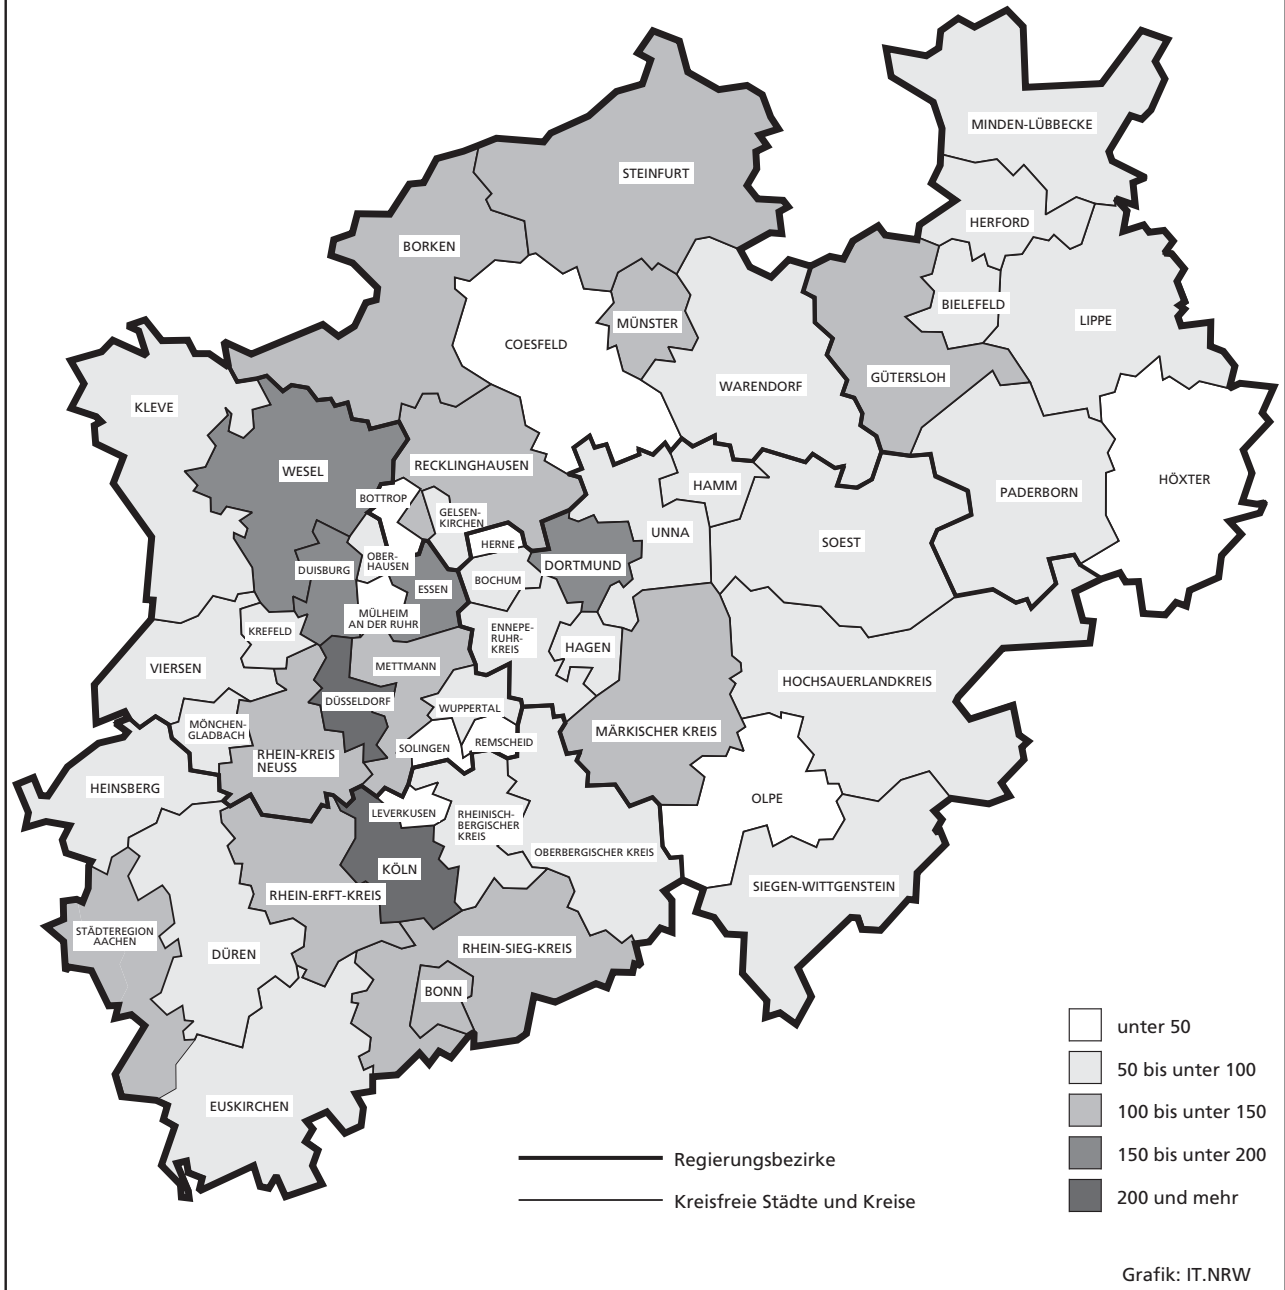 MINDEN-LÜBBECKE
STEINFURT
HERFORD
BORKEN
BIELEFELD
LIPPE
MÜNSTER
COESFELD
GÜTERSLOH
WARENDORF
KLEVE
RECKLINGHAUSEN
WESEL
HÖXTER
HAMM
PADERBORN
BOTTROP
GELSEN-
KIRCHEN
UNNA
SOEST
HERNE
OBER-
HAUSEN
DORTMUND
DUISBURG
BOCHUM
ESSEN
MÜLHEIM
AN DER RUHR
KREFELD
ENNEPE-
RUHR-
KREIS
HAGEN
VIERSEN
METTMANN
HOCHSAUERLANDKREIS
DÜSSELDORF
WUPPERTAL
MÖNCHEN-
GLADBACH
MÄRKISCHER KREIS
REMSCHEID
SOLINGEN
RHEIN-KREIS
NEUSS
HEINSBERG
OLPE
LEVERKUSEN
RHEINISCH-
BERGISCHER
KREIS
OBERBERGISCHER KREIS
KÖLN
SIEGEN-WITTGENSTEIN
RHEIN-ERFT-KREIS
STÄDTEREGION
AACHEN
RHEIN-SIEG-KREIS
DÜREN
BONN
EUSKIRCHEN
unter 50
50 bis unter 100
100 bis unter 150
150 bis unter 200
200 und mehr
Regierungsbezirke
Kreisfreie Städte und Kreise
Grafik: IT.NRW